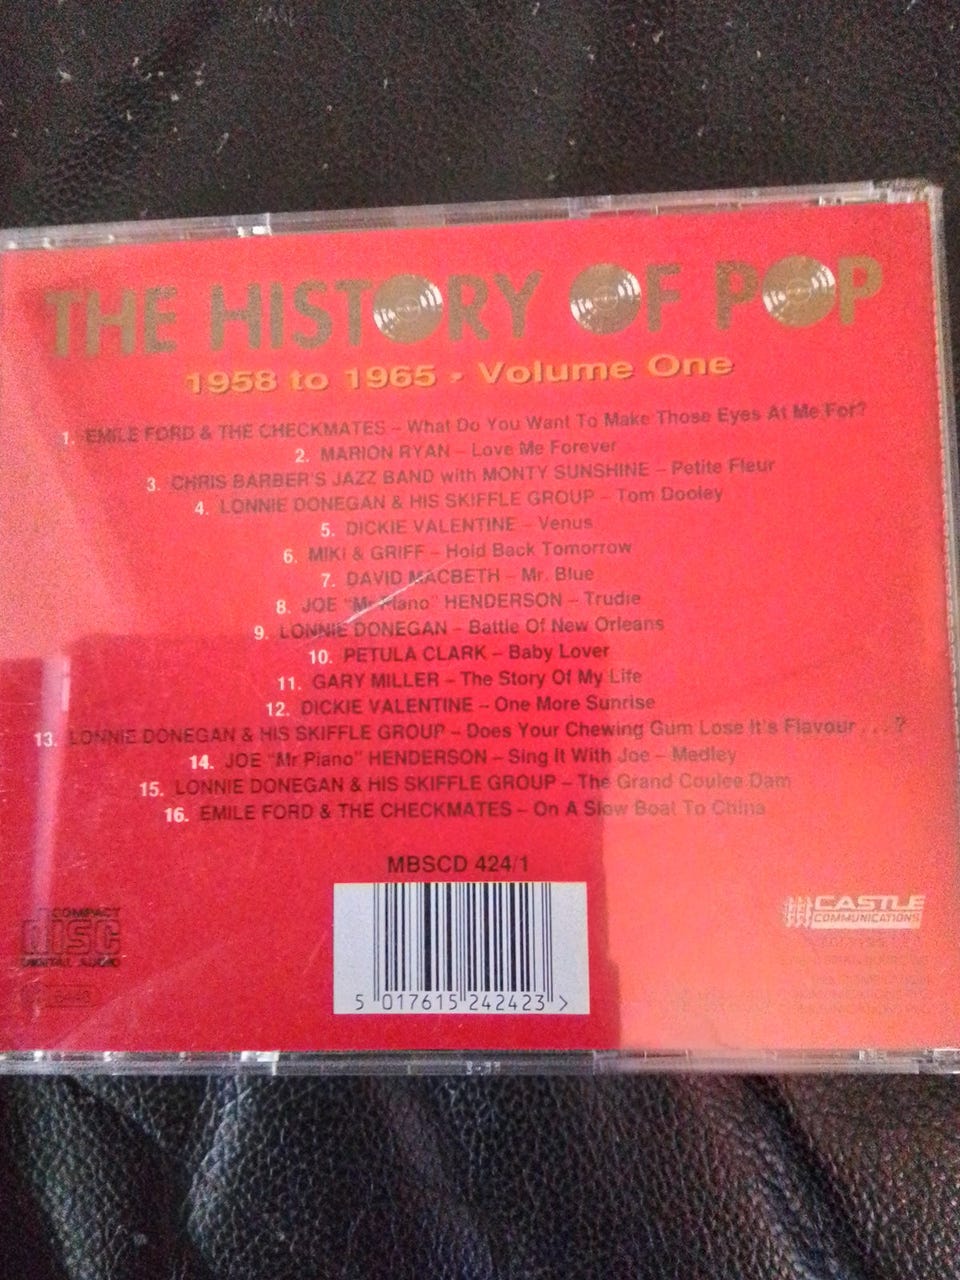 THE HISTORY OF POP
1958 to 1965 - Volume One
1. EMILE FORD & THE CHECKMATES – What Do You Want To Make Those Eyes At Me For?
2. MARION RYAN – Love Me Forever
3. CHRIS BARBER'S JAZZ BAND with MONTY SUNSHINE – Petite Fleur
4. LONNIE DONEGAN & HIS SKIFFLE GROUP – Tom Dooley
5. DICKIE VALENTINE – Venus
6. MIKI & GRIFF – Hold Back Tomorrow
7. DAVID MACBETH – Mr. Blue
8. JOE "Mr Piano" HENDERSON – Trudie
9. LONNIE DONEGAN – Battle Of New Orleans
10. PETULA CLARK – Baby Lover
11. GARY MILLER – The Story Of My Life
12. DICKIE VALENTINE – One More Sunrise
13. LONNIE DONEGAN & HIS SKIFFLE GROUP – Does Your Chewing Gum Lose It's Flavour . . . ?
14. JOE "Mr Piano" HENDERSON – Sing It With Joe – Medley
15. LONNIE DONEGAN & HIS SKIFFLE GROUP – The Grand Coulee Dam
16. EMILE FORD & THE CHECKMATES – On A Slow Boat To China
MBSCD 424/1
COMPACT
DISC
DIGITAL AUDIO
CASTLE
COMMUNICATIONS
5 017615 242423 >